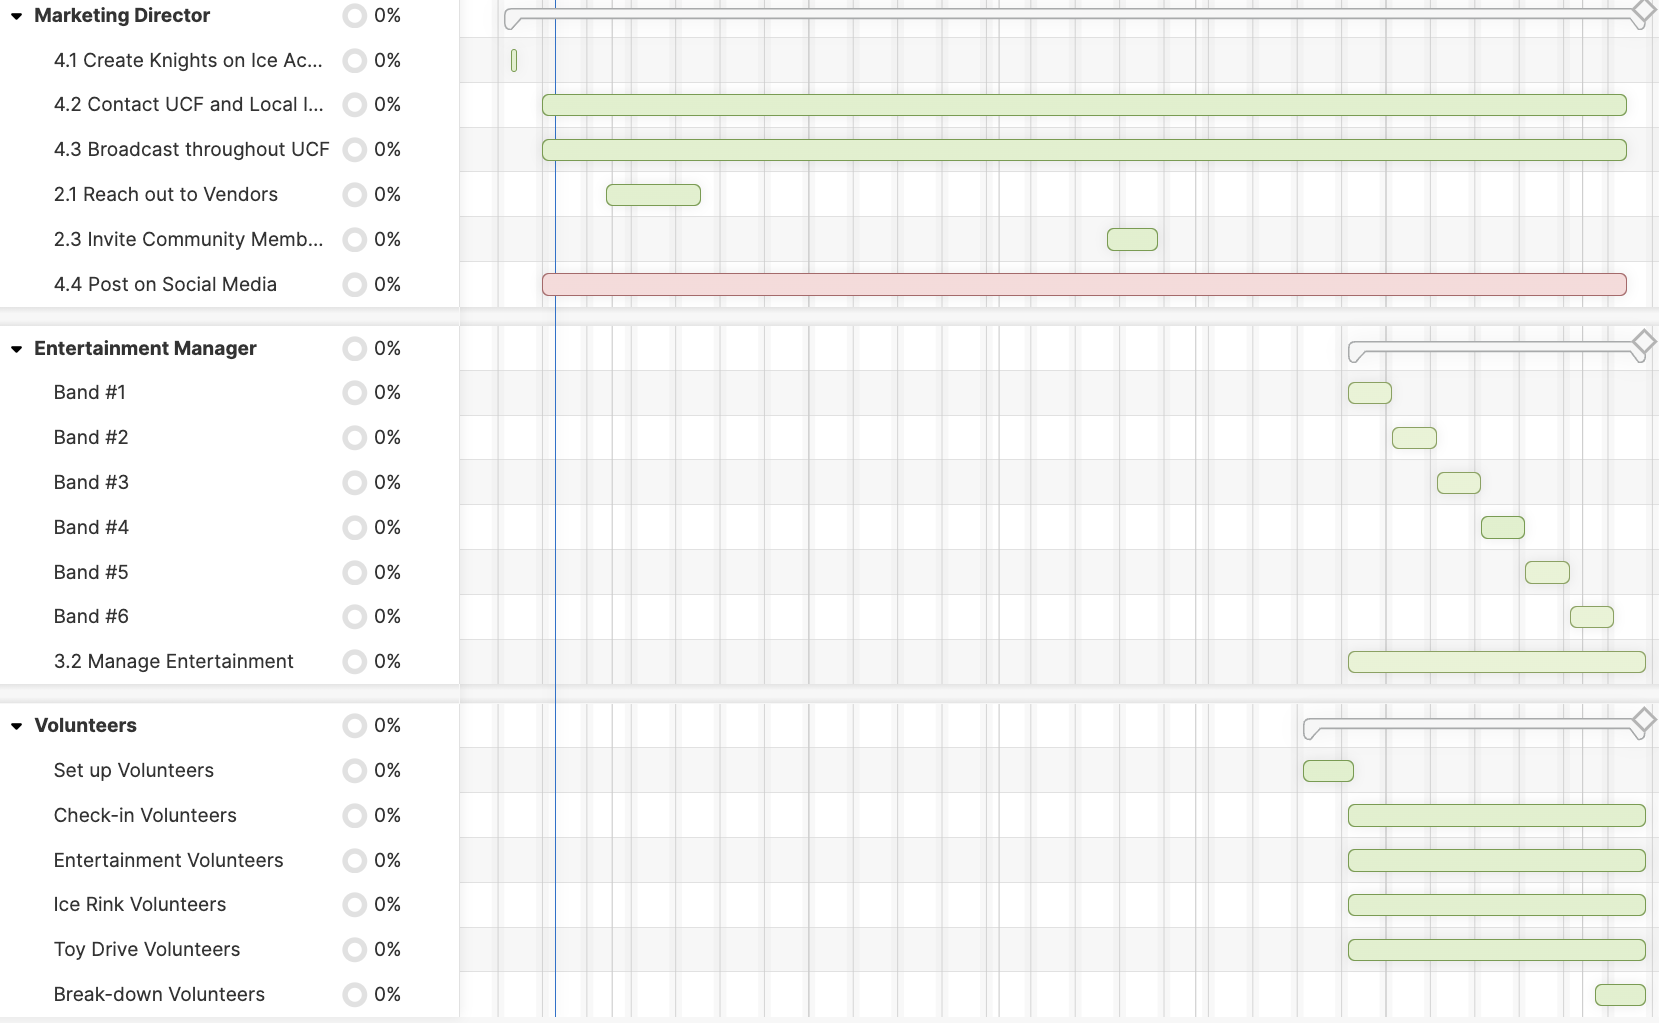 Marketing Director 0%
4.1 Create Knights on Ice Ac... 0%
4.2 Contact UCF and Local I... 0%
4.3 Broadcast throughout UCF 0%
2.1 Reach out to Vendors 0%
2.3 Invite Community Memb... 0%
4.4 Post on Social Media 0%
Entertainment Manager 0%
Band #1 0%
Band #2 0%
Band #3 0%
Band #4 0%
Band #5 0%
Band #6 0%
3.2 Manage Entertainment 0%
Volunteers 0%
Set up Volunteers 0%
Check-in Volunteers 0%
Entertainment Volunteers 0%
Ice Rink Volunteers 0%
Toy Drive Volunteers 0%
Break-down Volunteers 0%